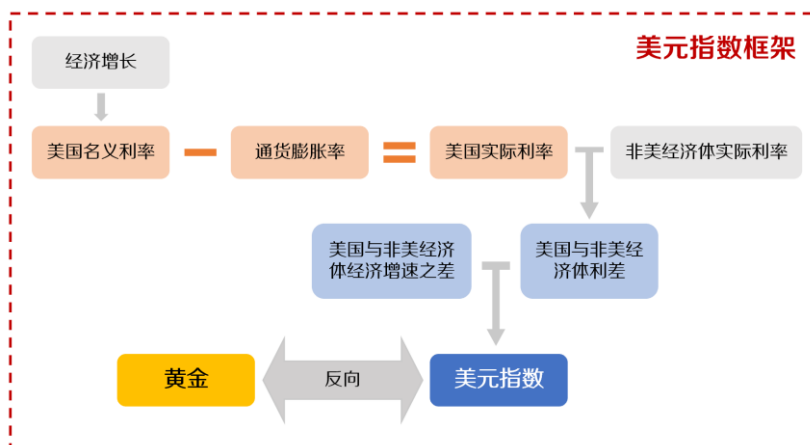 美元指数框架
经济增长
美国名义利率
通货膨胀率
美国实际利率
非美经济体实际利率
美国与非美经济
体经济增速之差
美国与非美经
济体利差
黄金
反向
美元指数